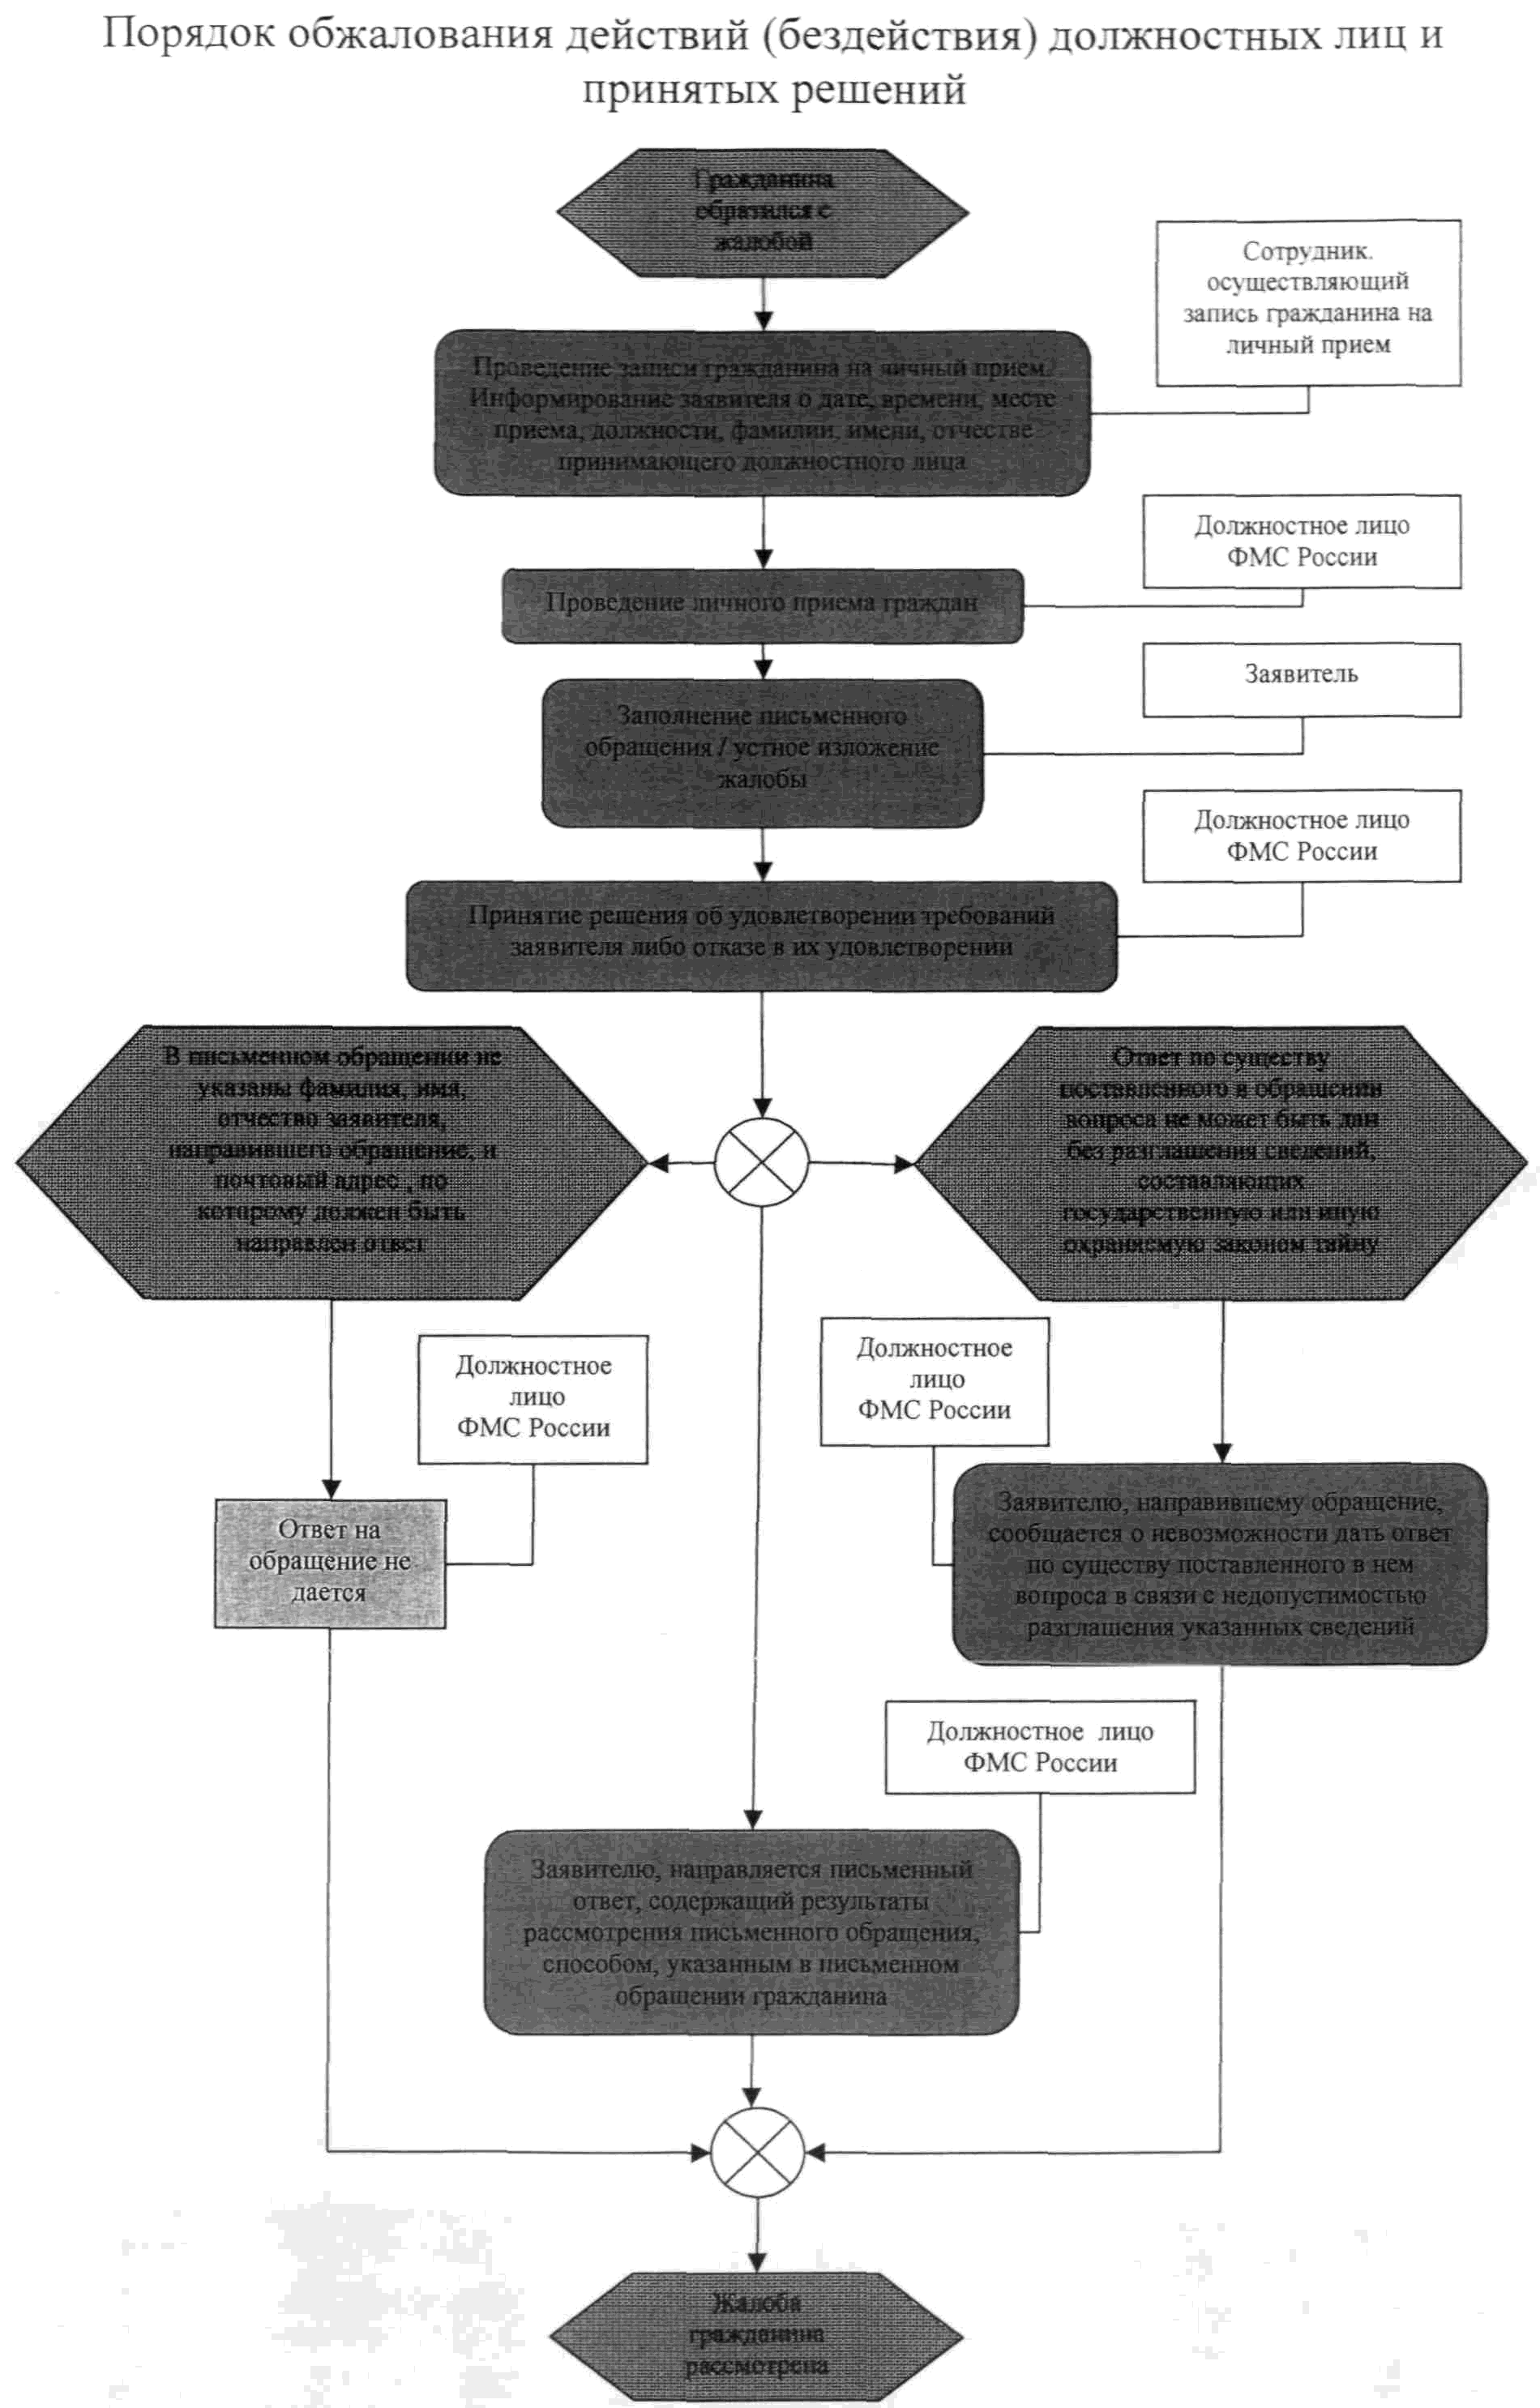 Порядок обжалования действий (бездействия) должностных лиц и
принятых решений
Гражданина
обратился с
жалобой
Сотрудник.
осуществляющий
запись гражданина на
личный прием
Проведение записи гражданина на личный прием.
Информирование заявителя о дате, времени, месте
приема, должности, фамилии, имени, отчестве
принимающего должностного лица
Должностное лицо
ФМС России
Проведение личного приема граждан
Заявитель
Заполнение письменного
обращения / устное изложение
жалобы
Должностное лицо
ФМС России
Принятие решения об удовлетворении требований
заявителя либо отказе в их удовлетворении
В письменном обращении не
указаны фамилия, имя,
отчество заявителя,
направившего обращение, и
почтовый адрес , по
которому должен быть
направлен ответ
Ответ по существу
поставленного в обращении
вопроса не может быть дан
без разглашения сведений,
составляющих
государственную или иную
охраняемую законом тайну
Должностное
лицо
ФМС России
Должностное
лицо
ФМС России
Ответ на
обращение не
дается
Заявителю, направившему обращение,
сообщается о невозможности дать ответ
по существу поставленного в нем
вопроса в связи с недопустимостью
разглашения указанных сведений
Должностное лицо
ФМС России
Заявителю, направляется письменный
ответ, содержащий результаты
рассмотрения письменного обращения,
способом, указанным в письменном
обращении гражданина
Жалоба
гражданина
рассмотрена